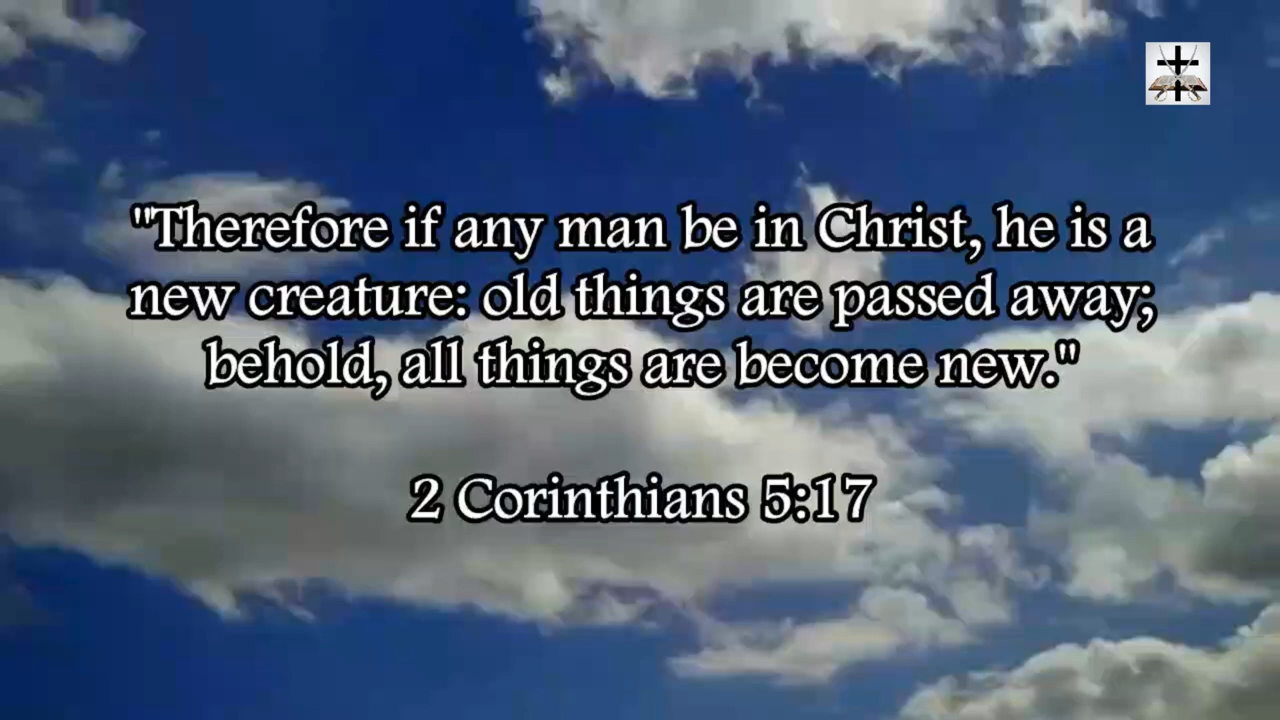 "Therefore if any man be in Christ, he is a
new creature: old things are passed away;
behold, all things are become new."
2 Corinthians 5:17